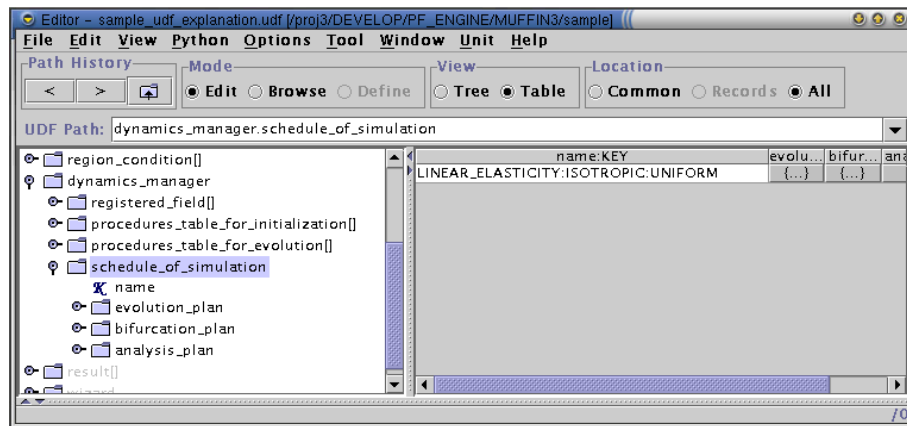 Editor - sample_udf_explanation.udf [/proj3/DEVELOP/PF_ENGINE/MUFFIN3/sample]
File Edit View Python Options Tool Window Unit Help
Path History Mode View Location
< > Edit Browse Define Tree Table Common Records All
UDF Path: dynamics_manager.schedule_of_simulation
region_condition[] name:KEY evolu... bifur... ana
dynamics_manager LINEAR_ELASTICITY:ISOTROPIC:UNIFORM {...} {...}
registered_field[]
procedures_table_for_initialization[]
procedures_table_for_evolution[]
schedule_of_simulation
K name
evolution_plan
bifurcation_plan
analysis_plan
result[]
wizard
/0